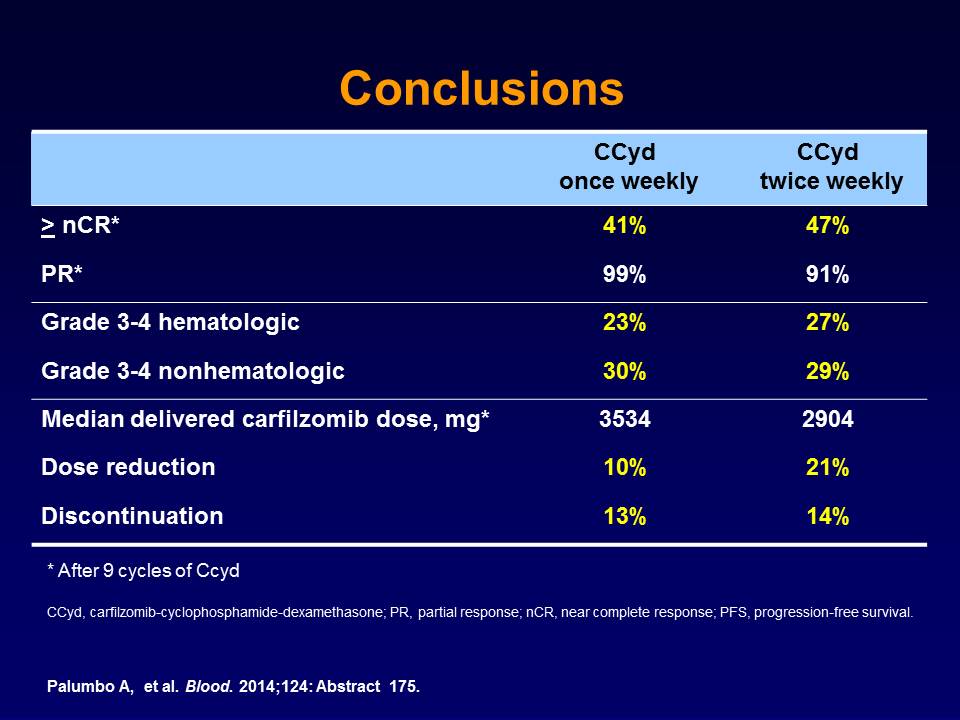 Conclusions
CCyd CCyd
once weekly twice weekly
> nCR* 41% 47%
PR* 99% 91%
Grade 3-4 hematologic 23% 27%
Grade 3-4 nonhematologic 30% 29%
Median delivered carfilzomib dose, mg* 3534 2904
Dose reduction 10% 21%
Discontinuation 13% 14%
* After 9 cycles of Ccyd
CCyd, carfilzomib-cyclophosphamide-dexamethasone; PR, partial response; nCR, near complete response; PFS, progression-free survival.
Palumbo A, et al. Blood. 2014;124: Abstract 175.